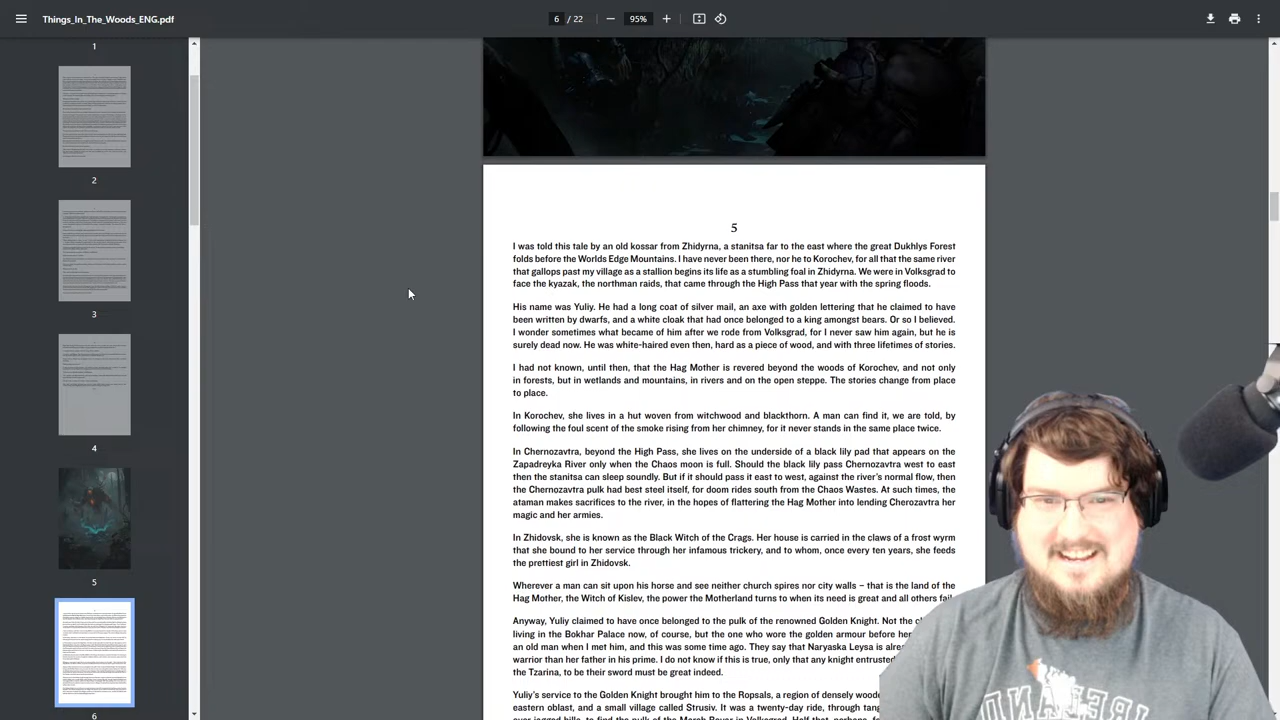 Things_In_The_Woods_ENG.pdf
6 / 22
95%
1
2
3
4
5
6
5
I was told this tale by an old kossar from Zhidyrna, a stanitsa far to the east where the great Dukhlys Forest
folds before the Worlds Edge Mountains. I have never been there, nor he to Korochev, for all that the same river
that gallops past my village as a stallion begins its life as a stumbling foal in Zhidyrna. We were in Volksgrad to
face the kyazak, the northman raids, that came through the High Pass that year with the spring floods.
His name was Yuliy. He had a long coat of silver mail, an axe with golden lettering that he claimed to have
been written by dwarfs, and a white cloak that had once belonged to a king amongst bears. Or so I believed.
I wonder sometimes what became of him after we rode from Volksgrad, for I never saw him again, but he is
surely dead now. He was white-haired even then, hard as a piece of wood, and with three lifetimes of stories.
I had not known, until then, that the Hag Mother is revered beyond the woods of Korochev, and not only
in forests, but in wetlands and mountains, in rivers and on the open steppe. The stories change from place
to place.
In Korochev, she lives in a hut woven from witchwood and blackthorn. A man can find it, we are told, by
following the foul scent of the smoke rising from her chimney, for it never stands in the same place twice.
In Chernozavtra, beyond the High Pass, she lives on the underside of a black lily pad that appears on the
Zapadreyka River only when the Chaos moon is full. Should the black lily pass Chernozavtra west to east
then the stanitsa can sleep soundly. But if it should pass it east to west, against the river's normal flow, then
the Chernozavtra pulk had best steel itself, for doom rides south from the Chaos Wastes. At such times, the
ataman makes sacrifices to the river, in the hopes of flattering the Hag Mother into lending Cherozavtra her
magic and her armies.
In Zhidovsk, she is known as the Black Witch of the Crags. Her house is carried in the claws of a frost wyrm
that she bound to her service through her infamous trickery, and to whom, once every ten years, she feeds
the prettiest girl in Zhidovsk.
Wherever a man can sit upon his horse and see neither church spires nor city walls – that is the land of the
Hag Mother, the Witch of Kislev, the power the Motherland turns to when its need is great and all others fail.
Anyway, Yuliy claimed to have once belonged to the pulk of the renowned Golden Knight. Not the
living in the Bokhar Palace now, of course, but the one who wore the golden armour before her
an old man when I met him, and this was some time ago. They say that Naryaska Leysa is
warrior than her father in his prime. I do not know if this is true, only that any knight entrusted
the Tzarina, to be their sword must be great indeed.
Yuliy's service to the Golden Knight brought him to the Ropsals, a region of densely
eastern oblast, and a small village called Strusiv. It was a twenty-day ride, through
over jagged hills, to find the pulk of the March Boyar in Volksgrad. Half that, perhaps,